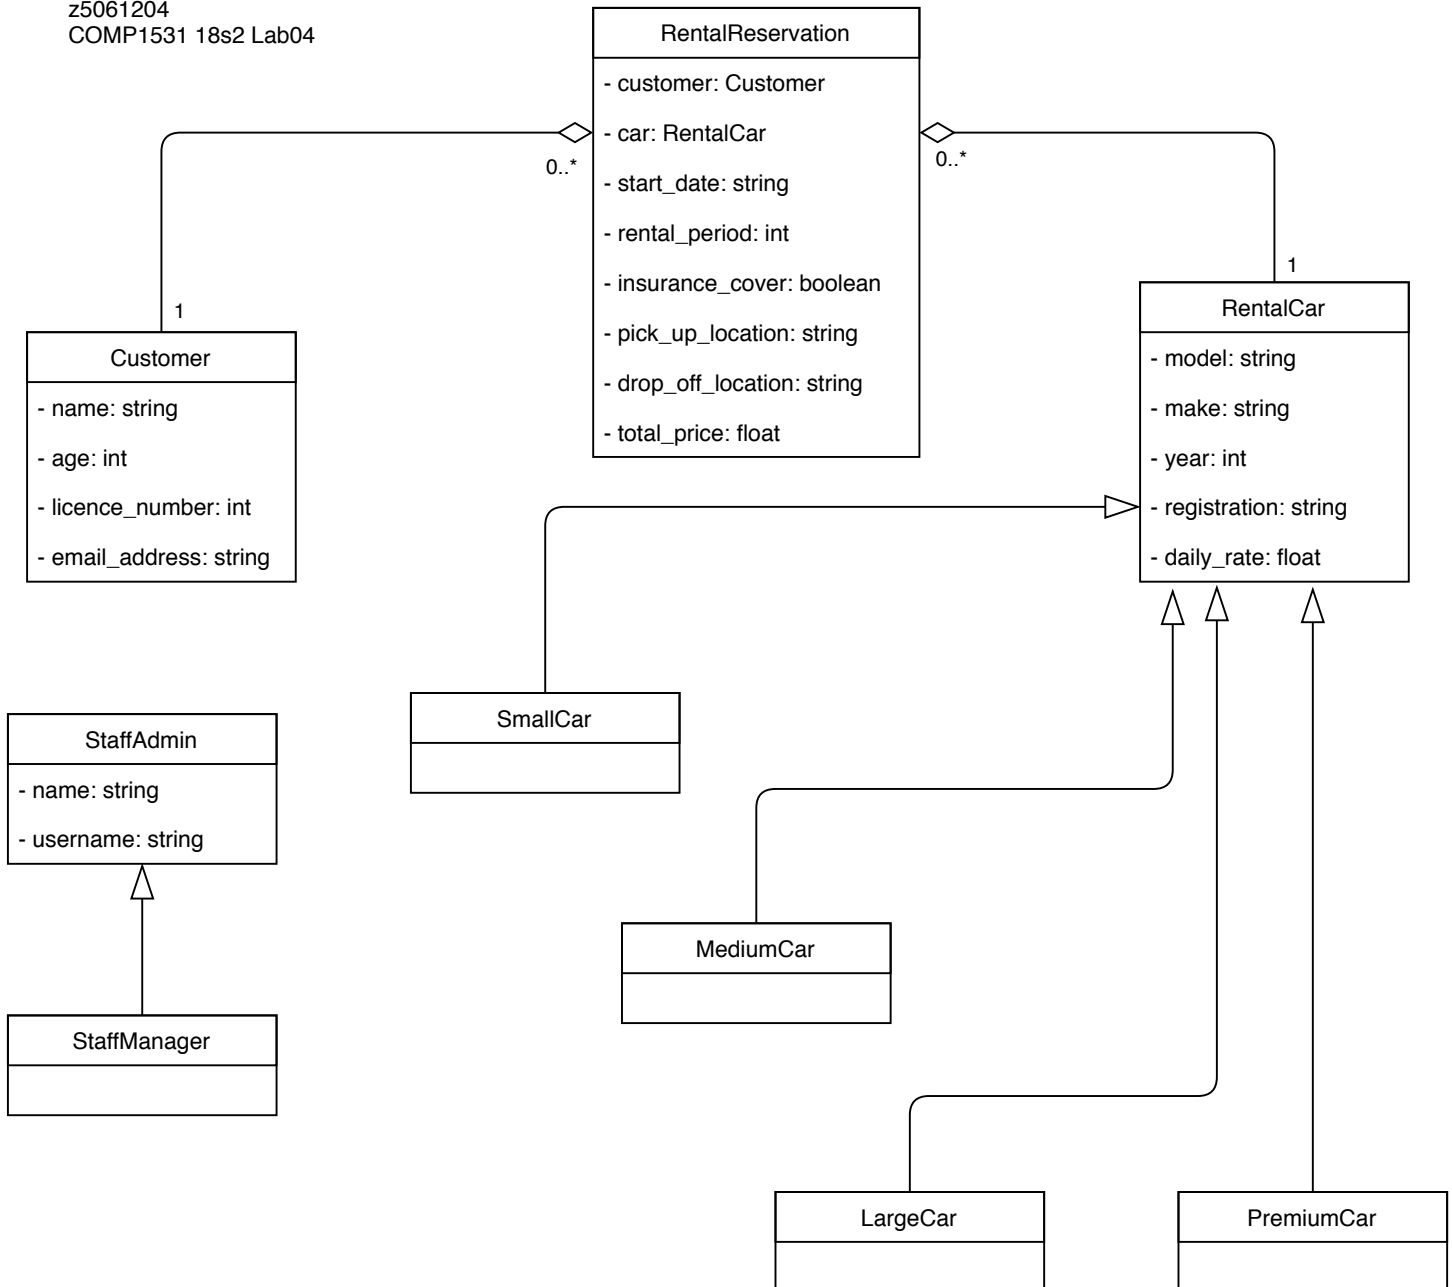 z5061204
COMP1531 18s2 Lab04
RentalReservation
- customer: Customer
- car: RentalCar
- start_date: string
- rental_period: int
- insurance_cover: boolean
- pick_up_location: string
- drop_off_location: string
- total_price: float
0..*
0..*
1
1
Customer
- name: string
- age: int
- licence_number: int
- email_address: string
RentalCar
- model: string
- make: string
- year: int
- registration: string
- daily_rate: float
SmallCar
StaffAdmin
- name: string
- username: string
MediumCar
StaffManager
LargeCar
PremiumCar